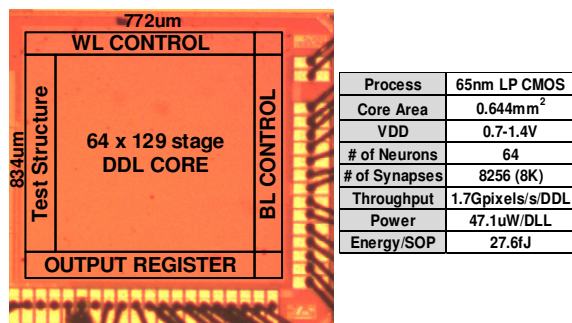 772um
WL CONTROL
834um
Test Structure
64 x 129 stage
DDL CORE
BL CONTROL
OUTPUT REGISTER
Process 65nm LP CMOS
Core Area 0.644mm²
VDD 0.7-1.4V
# of Neurons 64
# of Synapses 8256 (8K)
Throughput 1.7Gpixels/s/DDL
Power 47.1uW/DLL
Energy/SOP 27.6fJ